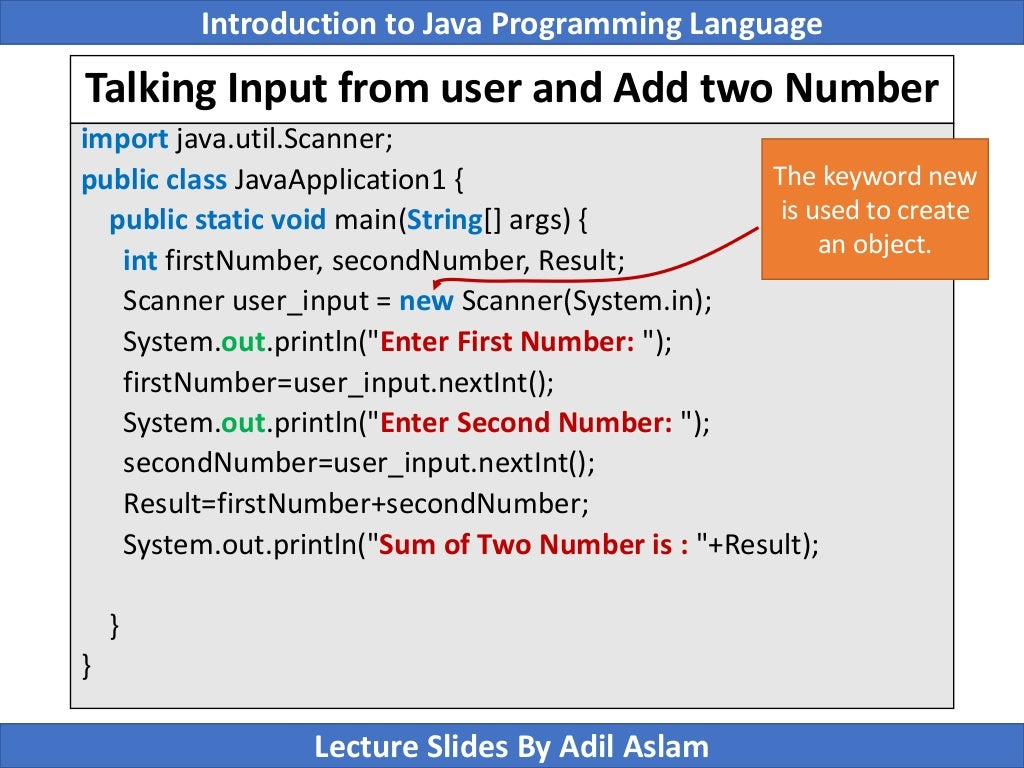 Introduction to Java Programming Language
Talking Input from user and Add two Number
import java.util.Scanner;
public class JavaApplication1 {
public static void main(String[] args) {
int firstNumber, secondNumber, Result;
Scanner user_input = new Scanner(System.in);
System.out.println("Enter First Number: ");
firstNumber=user_input.nextInt();
System.out.println("Enter Second Number: ");
secondNumber=user_input.nextInt();
Result=firstNumber+secondNumber;
System.out.println("Sum of Two Number is : "+Result);
}
}
The keyword new
is used to create
an object.
Lecture Slides By Adil Aslam